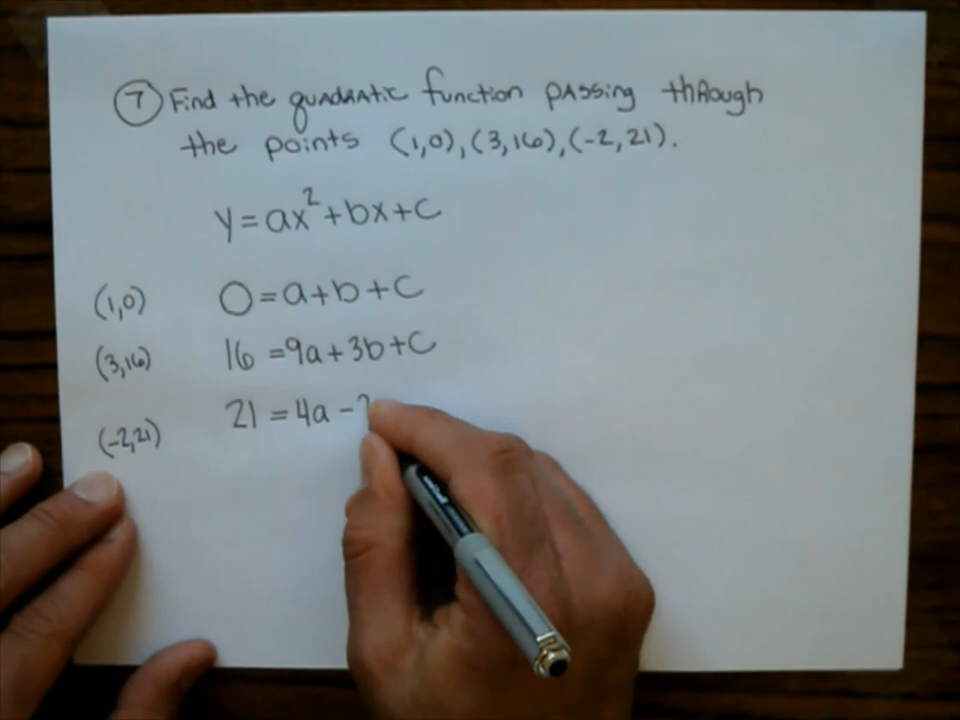 7 Find the quadratic function passing through
the points (1,0), (3,16), (-2,21).
y=ax²+bx+c
(1,0) 0=a+b+c
(3,16) 16=9a+3b+c
(-2,21) 21=4a-2